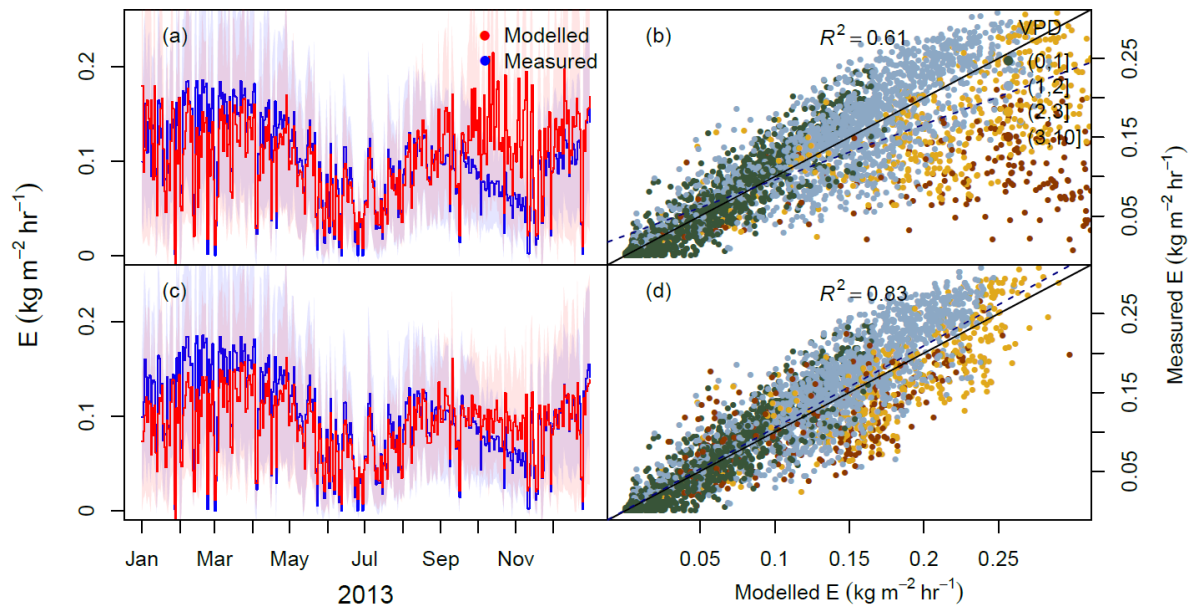 (a)
Modelled
Measured
(b)
R² = 0.61
VPD
(0,1]
(1,2]
(2,3]
(3,10]
0.2
0.1
0
0.25
0.15
0.05
E (kg m⁻² hr⁻¹)
Measured E (kg m⁻² hr⁻¹)
(c)
(d)
R² = 0.83
0.2
0.1
0
0.25
0.15
0.05
Jan Mar May Jul Sep Nov
2013
0.05 0.1 0.15 0.2 0.25
Modelled E (kg m⁻² hr⁻¹)